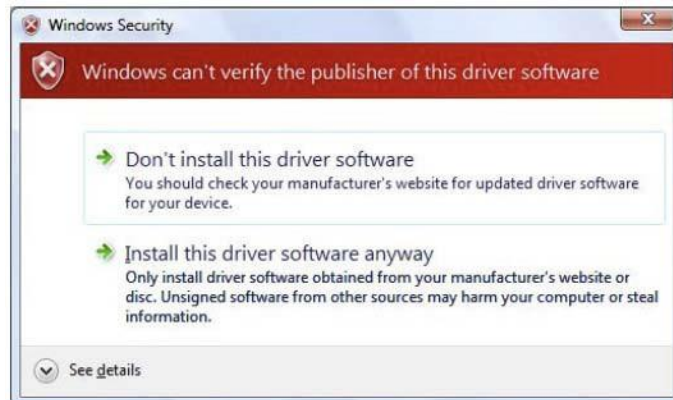 Windows Security
Windows can't verify the publisher of this driver software
Don't install this driver software
You should check your manufacturer's website for updated driver software
for your device.
Install this driver software anyway
Only install driver software obtained from your manufacturer's website or
disc. Unsigned software from other sources may harm your computer or steal
information.
See details